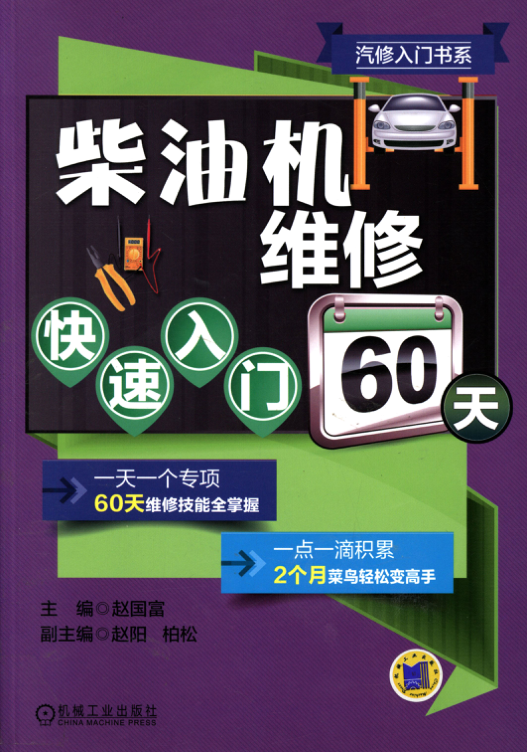 汽修入门书系
柴油机
维修
快速入门
60天
一天一个专项
60天维修技能全掌握
一点一滴积累
2个月菜鸟轻松变高手
主 编◎赵国富
副主编◎赵阳 柏松
机械工业出版社
CHINA MACHINE PRESS